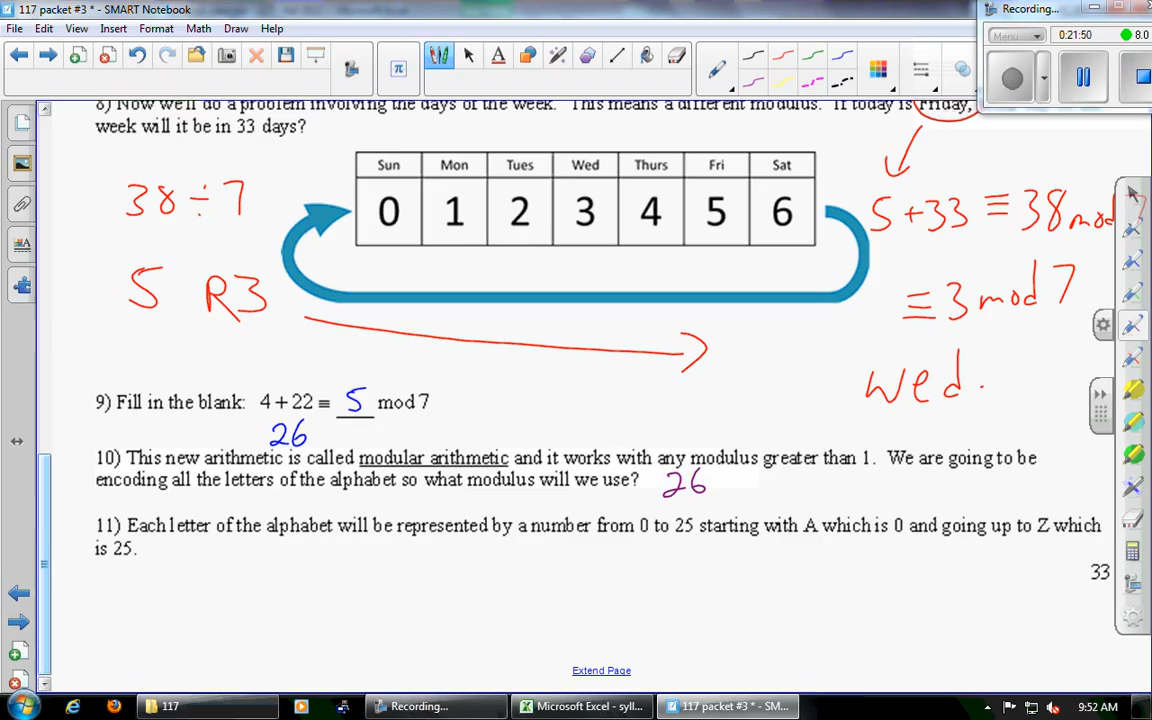 117 packet #3 * - SMART Notebook
Recording...
File Edit View Insert Format Math Draw Help
Menu
0:21:50
8.0
π
A
8) Now we'll do a problem involving the days of the week. This means a different modulus. If today is Friday,
week will it be in 33 days?
Sun Mon Tues Wed Thurs Fri Sat
0 1 2 3 4 5 6
38 ÷ 7
5 R3
5 + 33 ≡ 38 mod 7
≡ 3 mod 7
wed.
9) Fill in the blank: 4 + 22 ≡ 5 mod 7
26
10) This new arithmetic is called modular arithmetic and it works with any modulus greater than 1. We are going to be
encoding all the letters of the alphabet so what modulus will we use? 26
11) Each letter of the alphabet will be represented by a number from 0 to 25 starting with A which is 0 and going up to Z which
is 25.
33
Extend Page
117
Recording...
Microsoft Excel - syll...
117 packet #3 * - SM...
9:52 AM